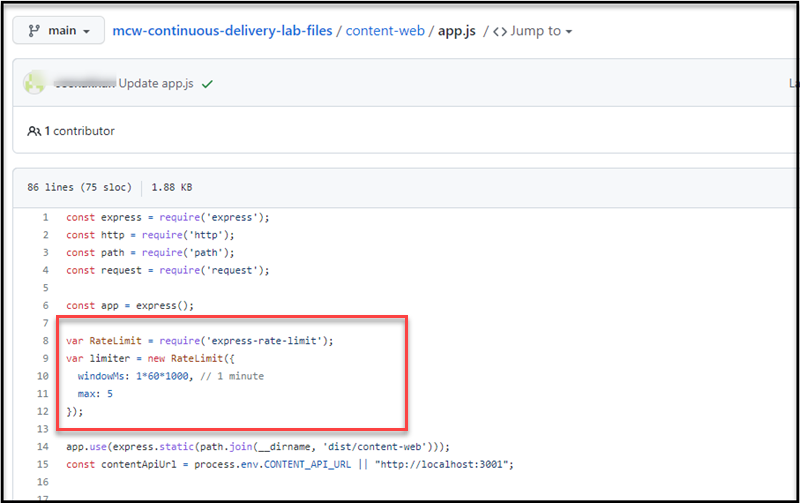 main mcw-continuous-delivery-lab-files / content-web / app.js / <> Jump to
Update app.js
1 contributor
86 lines (75 sloc) 1.88 KB
1 const express = require('express');
2 const http = require('http');
3 const path = require('path');
4 const request = require('request');
5
6 const app = express();
7
8 var RateLimit = require('express-rate-limit');
9 var limiter = new RateLimit({
10 windowMs: 1*60*1000, // 1 minute
11 max: 5
12 });
13
14 app.use(express.static(path.join(__dirname, 'dist/content-web')));
15 const contentApiUrl = process.env.CONTENT_API_URL || "http://localhost:3001";
16
17